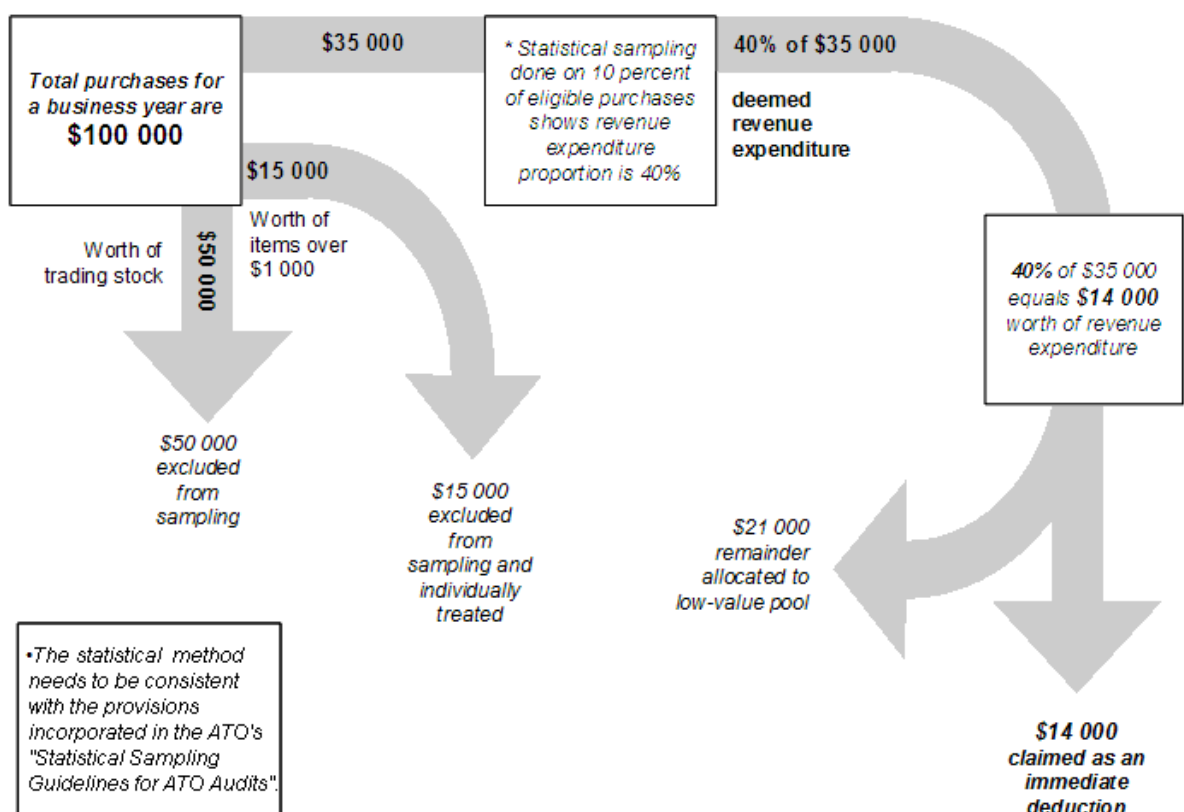 Total purchases for
a business year are
$100 000
$35 000
* Statistical sampling
done on 10 percent
of eligible purchases
shows revenue
expenditure
proportion is 40%
40% of $35 000
deemed
revenue
expenditure
$15 000
Worth of
items over
$1 000
Worth of
trading stock
$50 000
40% of $35 000
equals $14 000
worth of revenue
expenditure
$50 000
excluded
from
sampling
$15 000
excluded
from
sampling and
individually
treated
$21 000
remainder
allocated to
low-value pool
•The statistical method
needs to be consistent
with the provisions
incorporated in the ATO's
"Statistical Sampling
Guidelines for ATO Audits".
$14 000
claimed as an
immediate
deduction